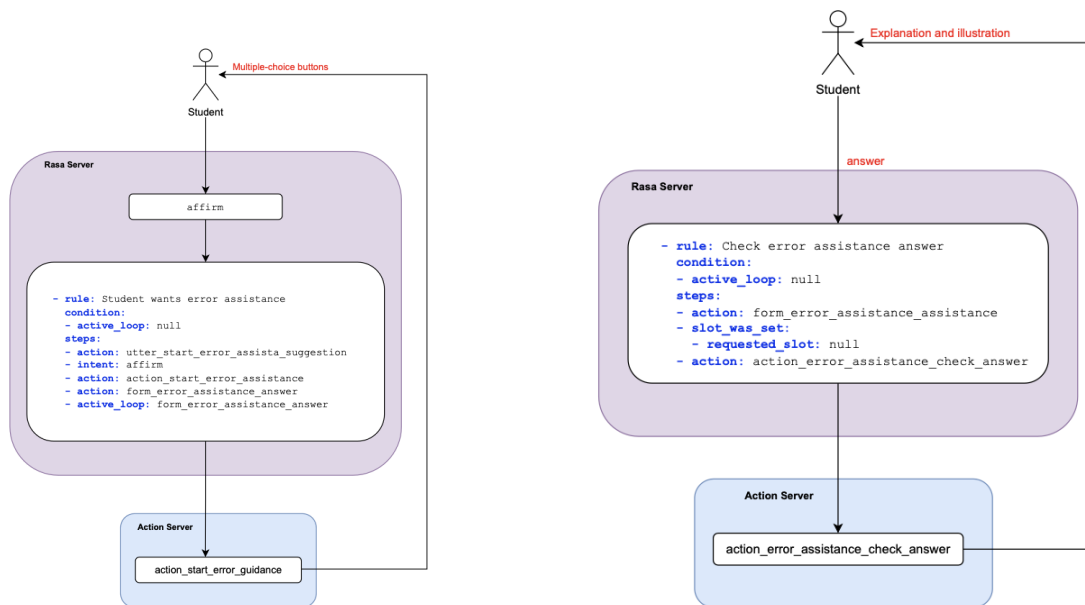 Multiple-choice buttons
Student
Rasa Server
affirm
- rule: Student wants error assistance
condition:
- active_loop: null
steps:
- action: utter_start_error_assista_suggestion
- intent: affirm
- action: action_start_error_assistance
- action: form_error_assistance_answer
- active_loop: form_error_assistance_answer
Action Server
action_start_error_guidance
Explanation and illustration
Student
answer
Rasa Server
- rule: Check error assistance answer
condition:
- active_loop: null
steps:
- action: form_error_assistance_assistance
- slot_was_set:
- requested_slot: null
- action: action_error_assistance_check_answer
Action Server
action_error_assistance_check_answer